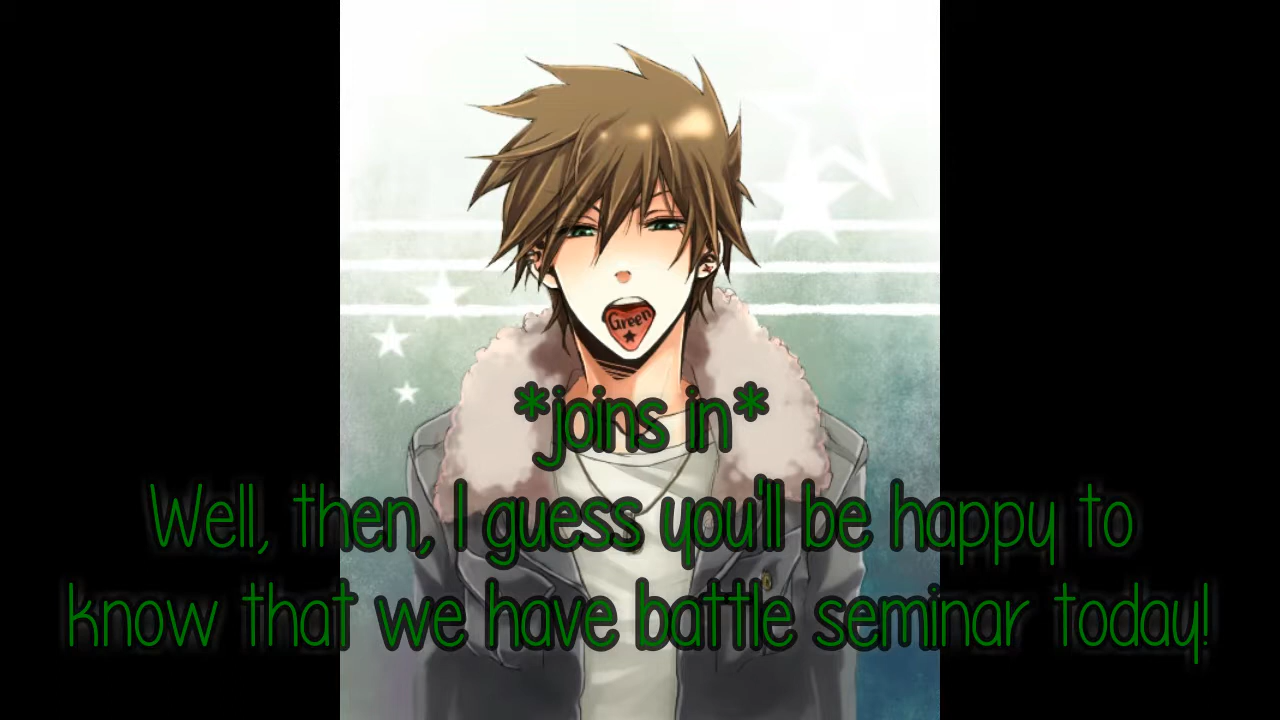 Green
*joins in*
Well, then, I guess you'll be happy to
know that we have battle seminar today!